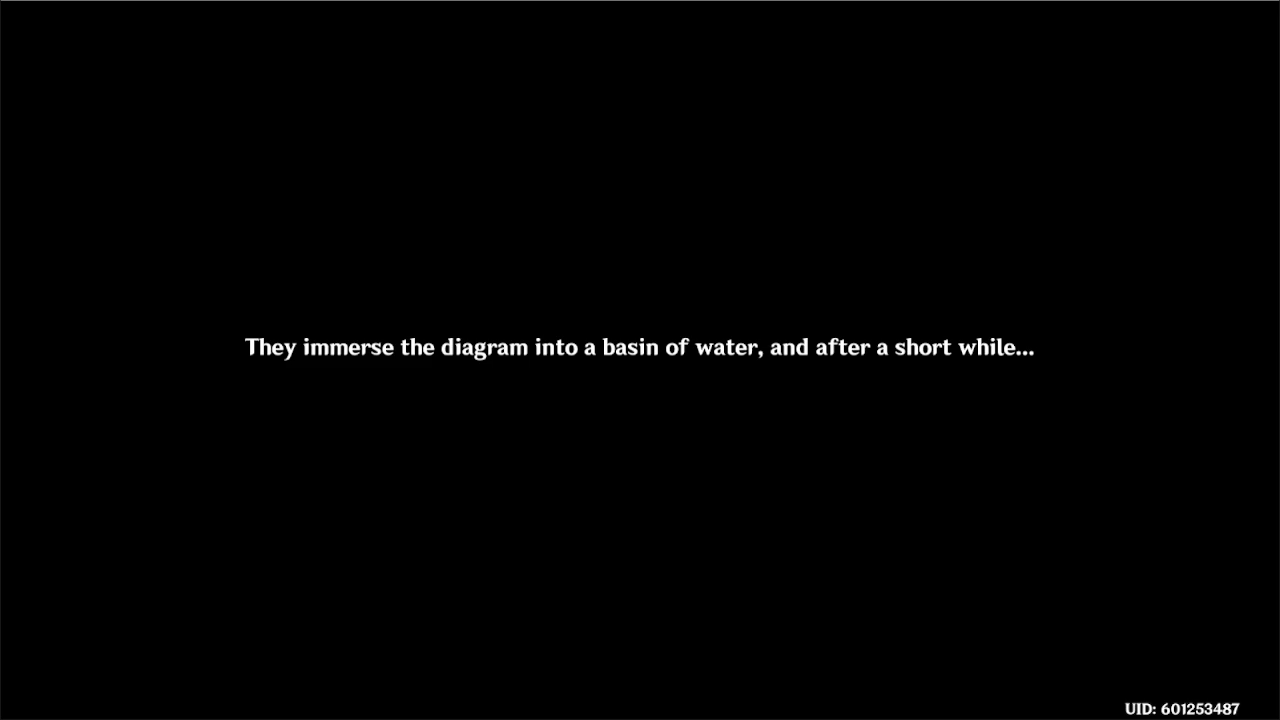 They immerse the diagram into a basin of water, and after a short while...
UID: 601253487